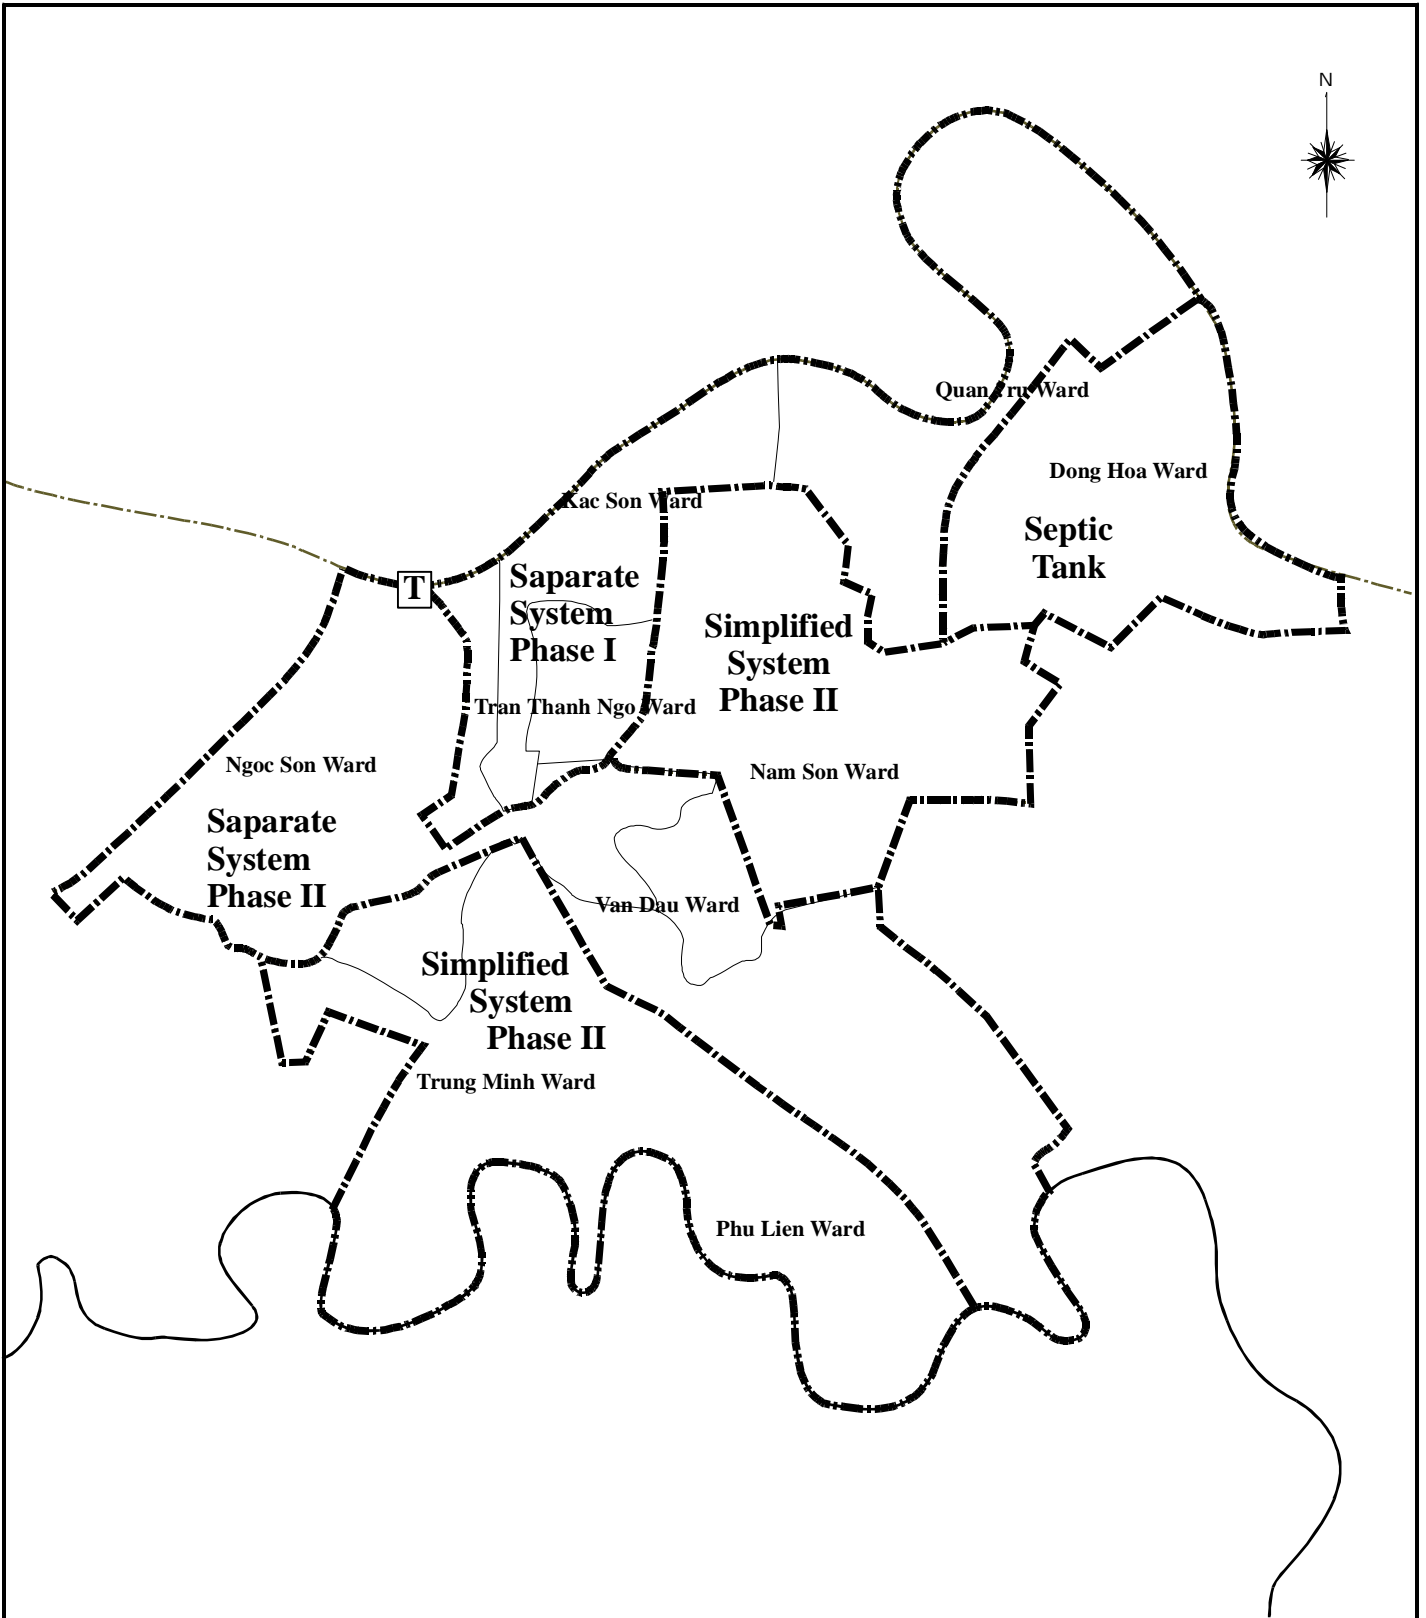 N
Quan Tru Ward
Dong Hoa Ward
Kac Son Ward
Septic
Tank
T
Saparate
System
Phase I
Simplified
System
Phase II
Tran Thanh Ngo Ward
Ngoc Son Ward
Nam Son Ward
Saparate
System
Phase II
Van Dau Ward
Simplified
System
Phase II
Trung Minh Ward
Phu Lien Ward